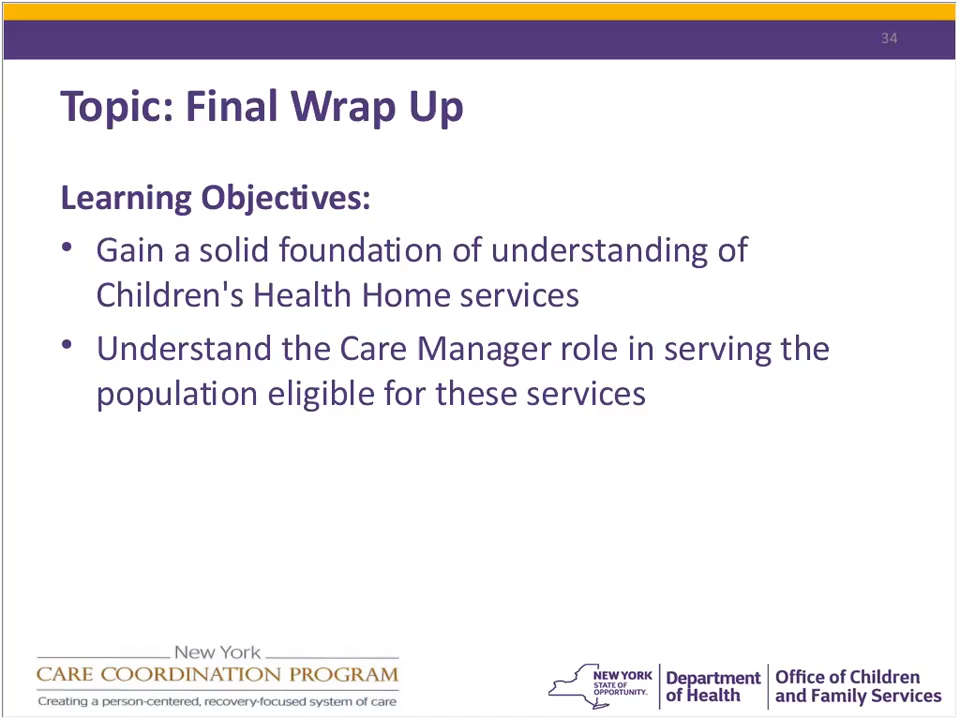 34
Topic: Final Wrap Up
Learning Objectives:
• Gain a solid foundation of understanding of
Children's Health Home services
• Understand the Care Manager role in serving the
population eligible for these services
New York
CARE COORDINATION PROGRAM
Creating a person-centered, recovery-focused system of care
NEW YORK
STATE OF
OPPORTUNITY.
Department
of Health
Office of Children
and Family Services